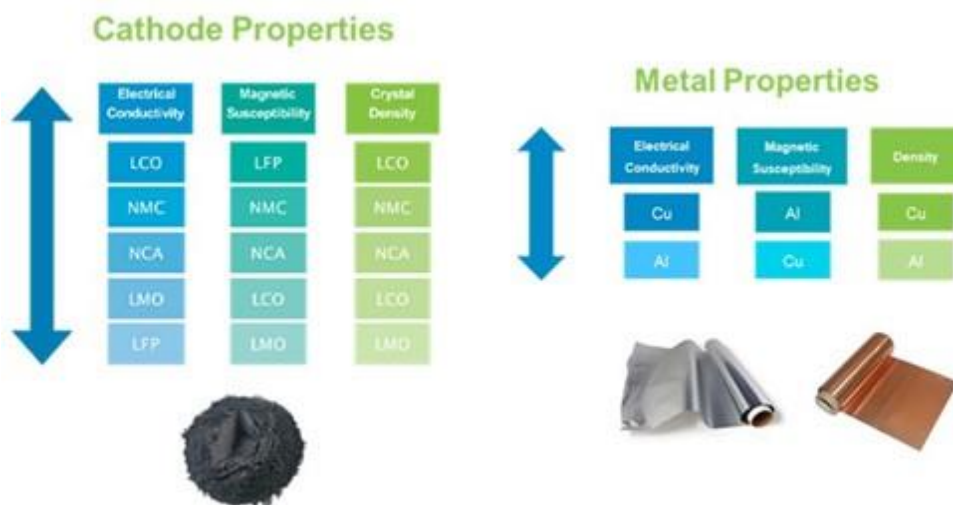 Cathode Properties
Electrical
Conductivity
Magnetic
Susceptibility
Crystal
Density
LCO
LFP
LCO
NMC
NMC
NMC
NCA
NCA
NCA
LMO
LCO
LCO
LFP
LMO
LMO
Metal Properties
Electrical
Conductivity
Magnetic
Susceptibility
Density
Cu
Al
Cu
Al
Cu
Al